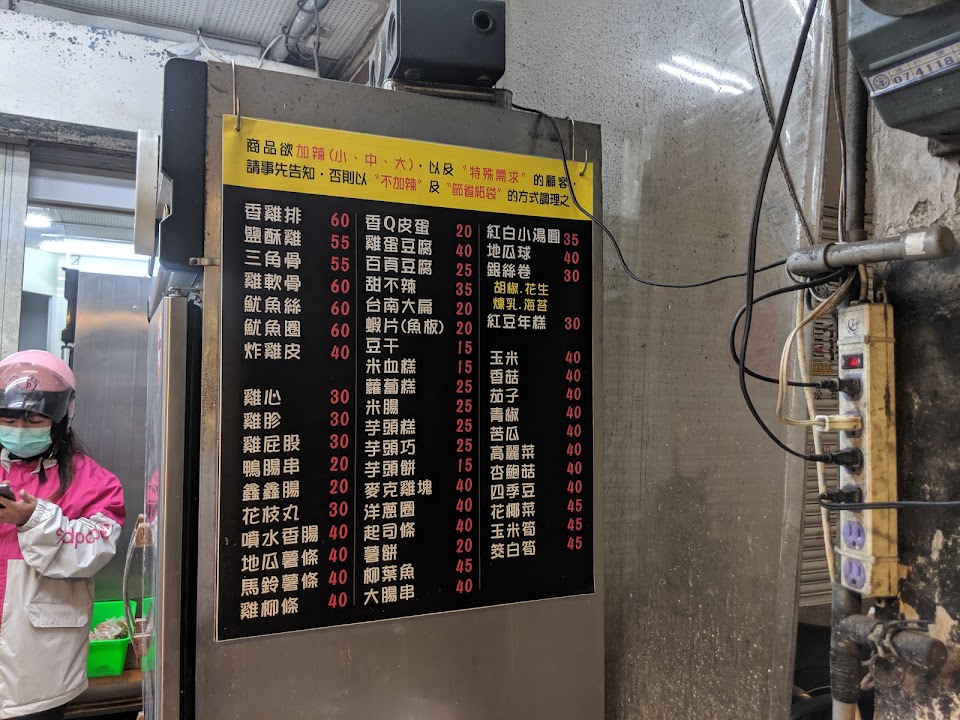 商品欲加辣(小、中、大)，以及"特殊需求"的顧客，
請事先告知，否則以"不加辣"及"節省紙袋"的方式調理之
香雞排 60
鹽酥雞 55
三角骨 55
雞軟骨 60
魷魚絲 60
魷魚圈 60
炸雞皮 40
雞心 30
雞胗 30
雞屁股 30
鴨腸串 20
鑫鑫腸 20
花枝丸 30
噴水香腸 40
地瓜薯條 40
馬鈴薯條 40
雞柳條 40
香Q皮蛋 20
雞蛋豆腐 40
百頁豆腐 25
甜不辣 35
台南大扁 20
蝦片(魚板) 20
豆干 15
米血糕 15
蘿蔔糕 25
米腸 25
芋頭糕 25
芋頭巧 25
芋頭餅 15
麥克雞塊 40
洋蔥圈 40
起司條 40
薯餅 20
柳葉魚 45
大腸串 40
紅白小湯圓 35
地瓜球 40
銀絲卷 30
胡椒.花生
煉乳.海苔
紅豆年糕 30
玉米 40
香菇 40
茄子 40
青椒 40
苦瓜 40
高麗菜 40
杏鮑菇 40
四季豆 40
花椰菜 45
玉米筍 45
筊白筍 45
074118